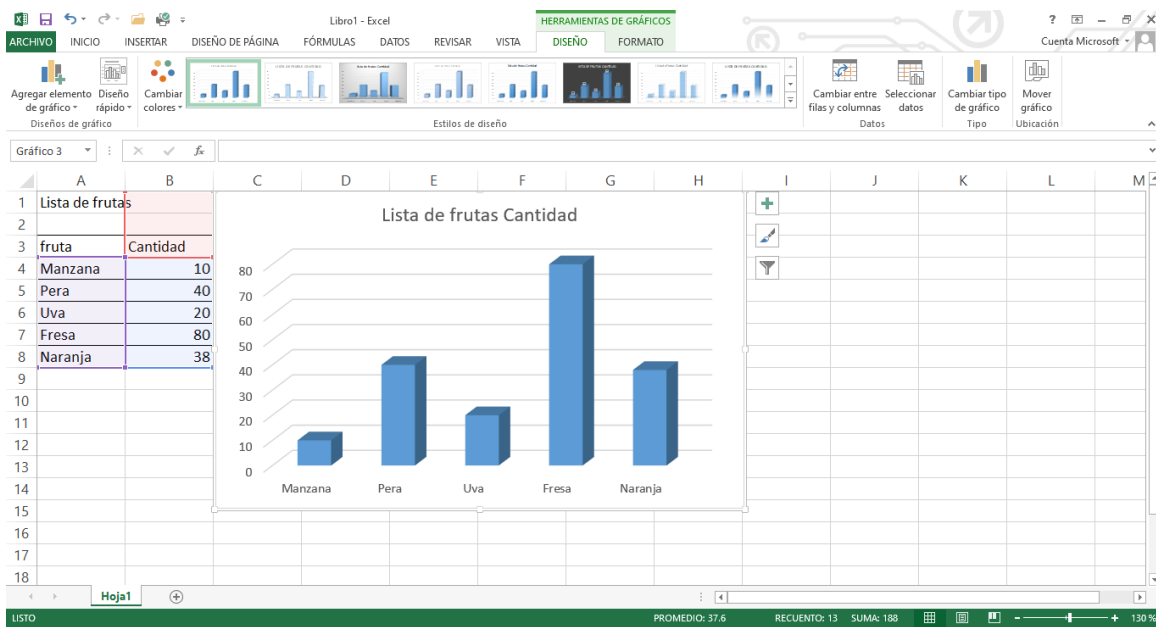 Libro1 - Excel
HERRAMIENTAS DE GRÁFICOS
?
ARCHIVO INICIO INSERTAR DISEÑO DE PÁGINA FÓRMULAS DATOS REVISAR VISTA DISEÑO FORMATO Cuenta Microsoft
Agregar elemento de gráfico
Diseño rápido
Cambiar colores
Cambiar entre filas y columnas
Seleccionar datos
Cambiar tipo de gráfico
Mover gráfico
Diseños de gráfico Estilos de diseño Datos Tipo Ubicación
Gráfico 3 fx
A B C D E F G H I J K L M
1 Lista de frutas
2
3 fruta Cantidad
4 Manzana 10
5 Pera 40
6 Uva 20
7 Fresa 80
8 Naranja 38
9
10
11
12
13
14
15
16
17
18
Lista de frutas Cantidad
80
70
60
50
40
30
20
10
0
Manzana Pera Uva Fresa Naranja
Hoja1
LISTO PROMEDIO: 37.6 RECUENTO: 13 SUMA: 188 130 %